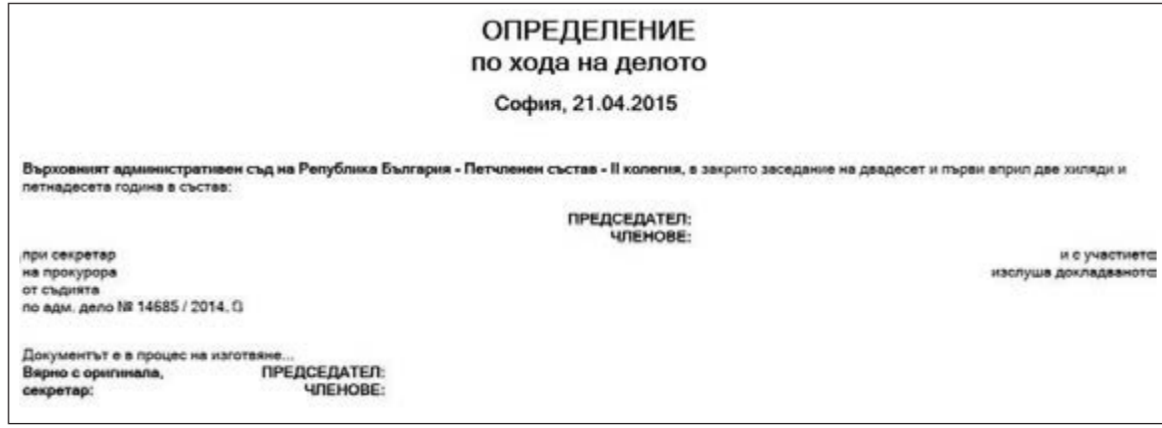 ОПРЕДЕЛЕНИЕ
по хода на делото
София, 21.04.2015
Върховният административен съд на Република България - Петчленен състав - II колегия, в закрито заседание на двадесет и първи април две хиляди и
петнадесета година в състав:
ПРЕДСЕДАТЕЛ:
ЧЛЕНОВЕ:
при секретар и с участието
на прокурора изслуша докладваното
от съдията
по адм. дело № 14685 / 2014.
Документът е в процес на изготвяне...
Вярно с оригинала, ПРЕДСЕДАТЕЛ:
секретар: ЧЛЕНОВЕ: